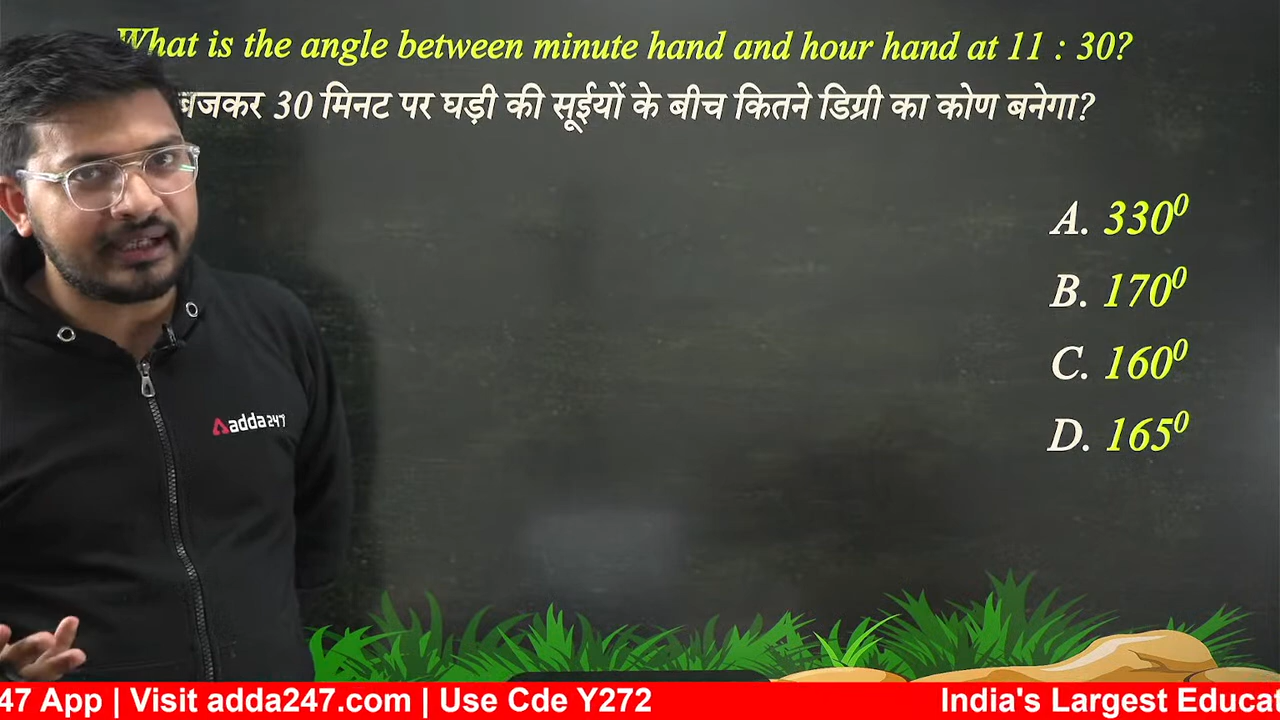 What is the angle between minute hand and hour hand at 11 : 30?
बजकर 30 मिनट पर घड़ी की सूईयों के बीच कितने डिग्री का कोण बनेगा?
A. 330⁰
B. 170⁰
C. 160⁰
D. 165⁰
adda247
47 App | Visit adda247.com | Use Cde Y272
India's Largest Educat